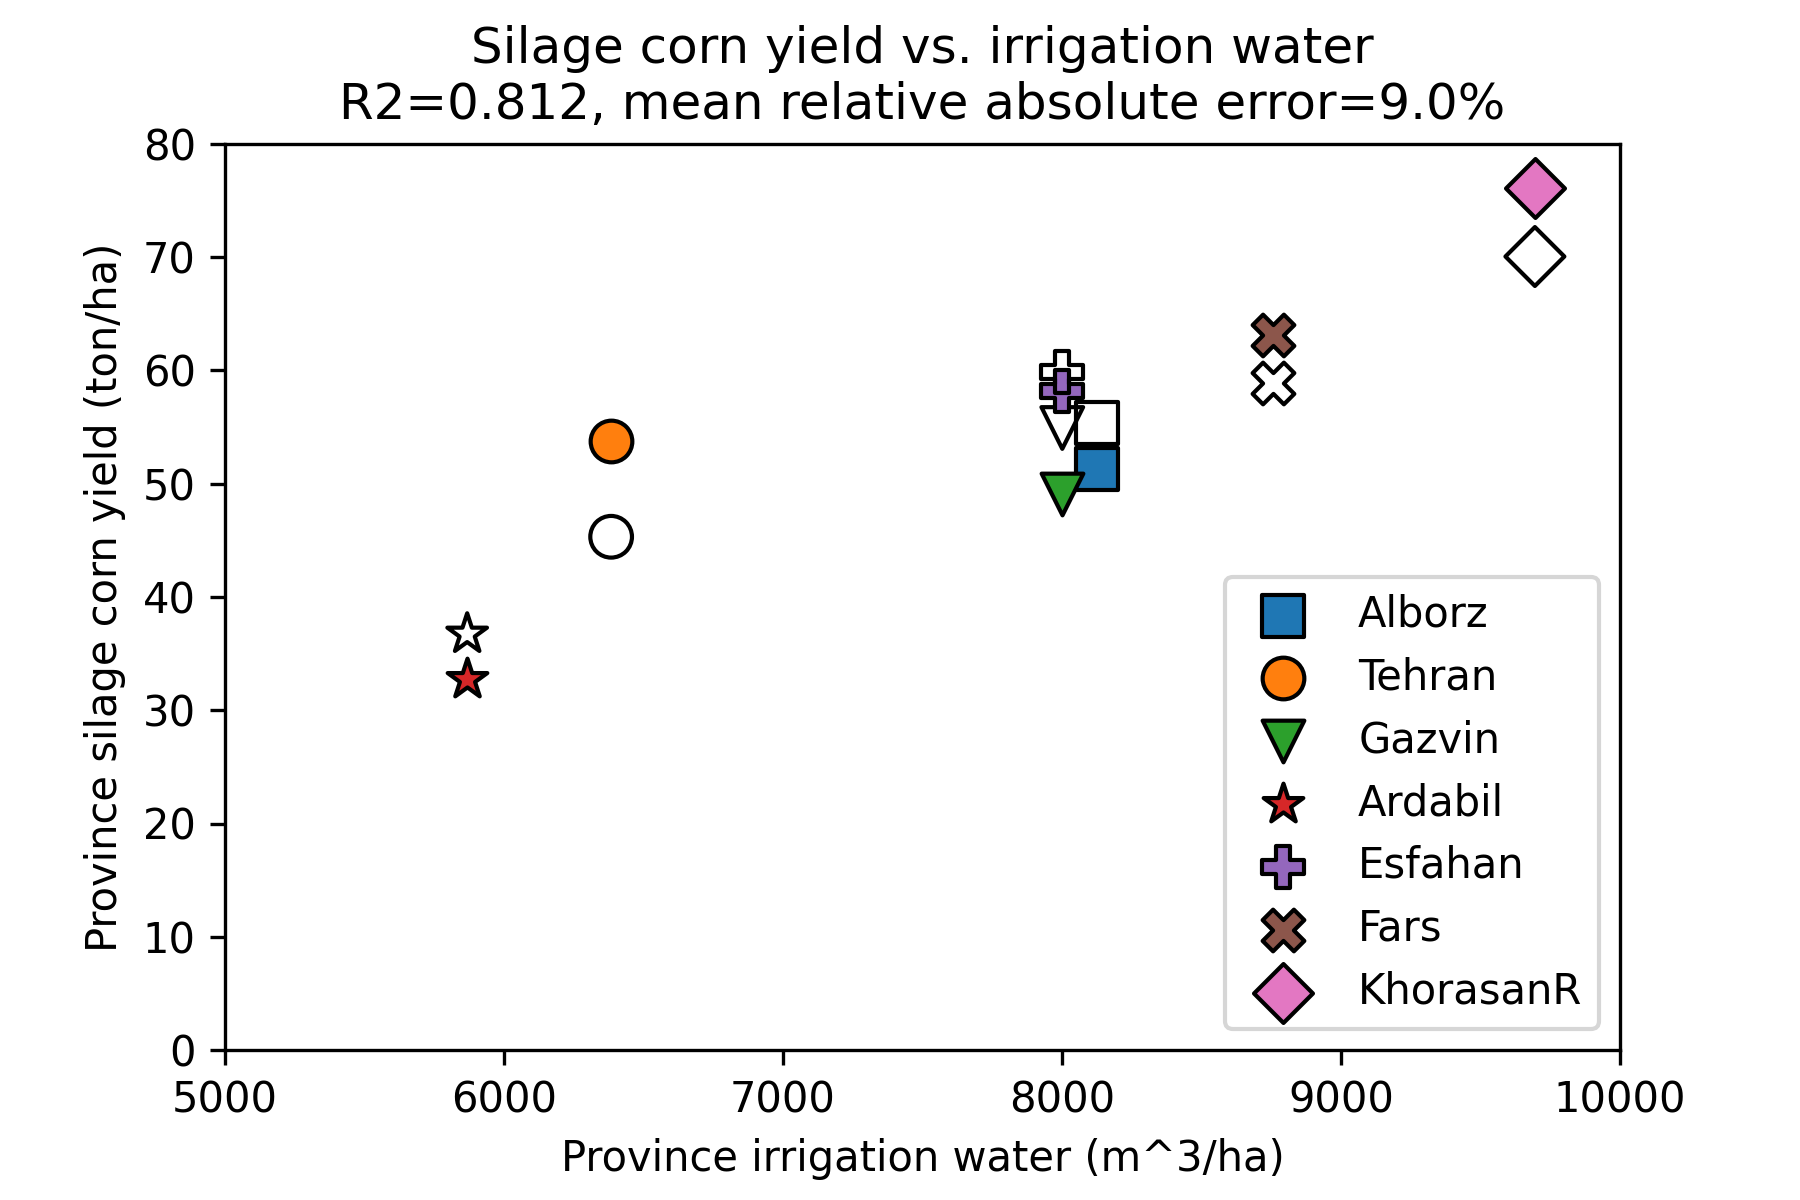 Silage corn yield vs. irrigation water
R2=0.812, mean relative absolute error=9.0%
Province silage corn yield (ton/ha)
80
70
60
50
40
30
20
10
0
5000 6000 7000 8000 9000 10000
Province irrigation water (m^3/ha)
Alborz
Tehran
Gazvin
Ardabil
Esfahan
Fars
KhorasanR